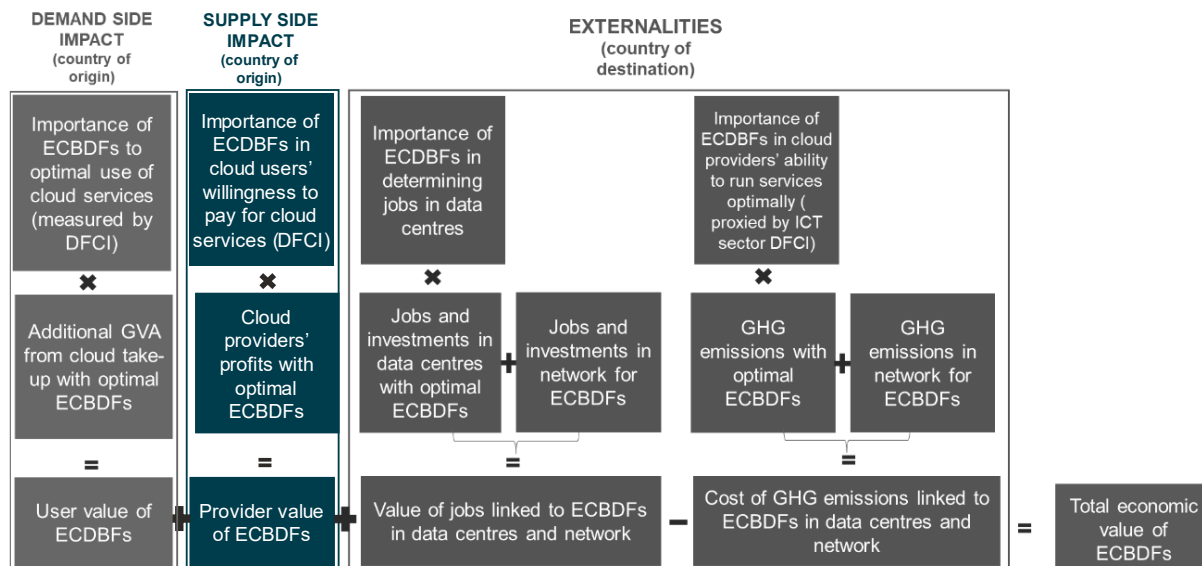 DEMAND SIDE
IMPACT
(country of
origin)
SUPPLY SIDE
IMPACT
(country of
origin)
EXTERNALITIES
(country of
destination)
Importance of
ECBDFs to
optimal use of
cloud services
(measured by
DFCI)
Importance of
ECDBFs in
cloud users'
willingness to
pay for cloud
services (DFCI)
Importance of
ECDBFs in
determining
jobs in data
centres
Importance of
ECDBFs in cloud
providers' ability
to run services
optimally (
proxied by ICT
sector DFCI)
×
×
×
×
Additional GVA
from cloud take-
up with optimal
ECBDFs
Cloud
providers'
profits with
optimal
ECBDFs
Jobs and
investments in
data centres
with optimal
ECBDFs
+
Jobs and
investments in
network for
ECBDFs
GHG
emissions with
optimal
ECBDFs
+
GHG
emissions in
network for
ECBDFs
=
=
=
=
User value of
ECDBFs
+
Provider value
of ECBDFs
+
Value of jobs linked to ECBDFs
in data centres and network
−
Cost of GHG emissions linked to
ECBDFs in data centres and
network
=
Total economic
value of
ECBDFs